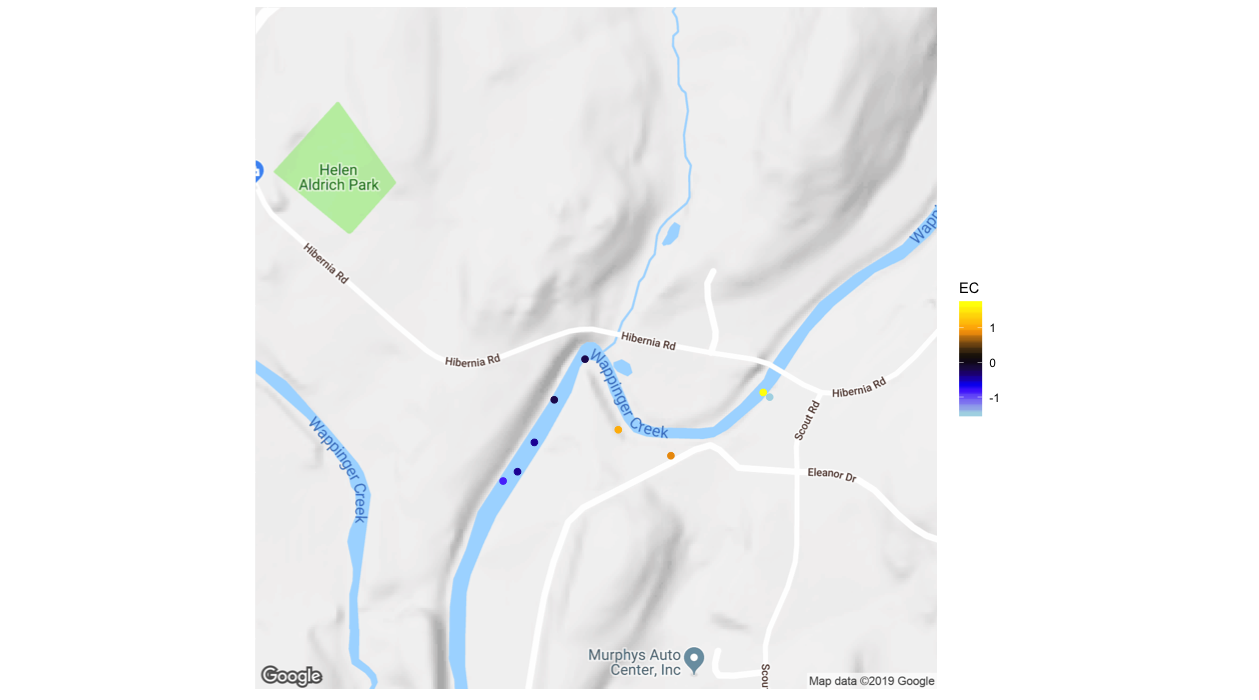 Helen
Aldrich Park
Wappi
Hibernia Rd
EC
1
0
-1
Hibernia Rd
Hibernia Rd
Wappinger Creek
Hibernia Rd
Scout Rd
Wappinger Creek
Eleanor Dr
Murphys Auto
Center, Inc
Scou
Google
Map data ©2019 Google